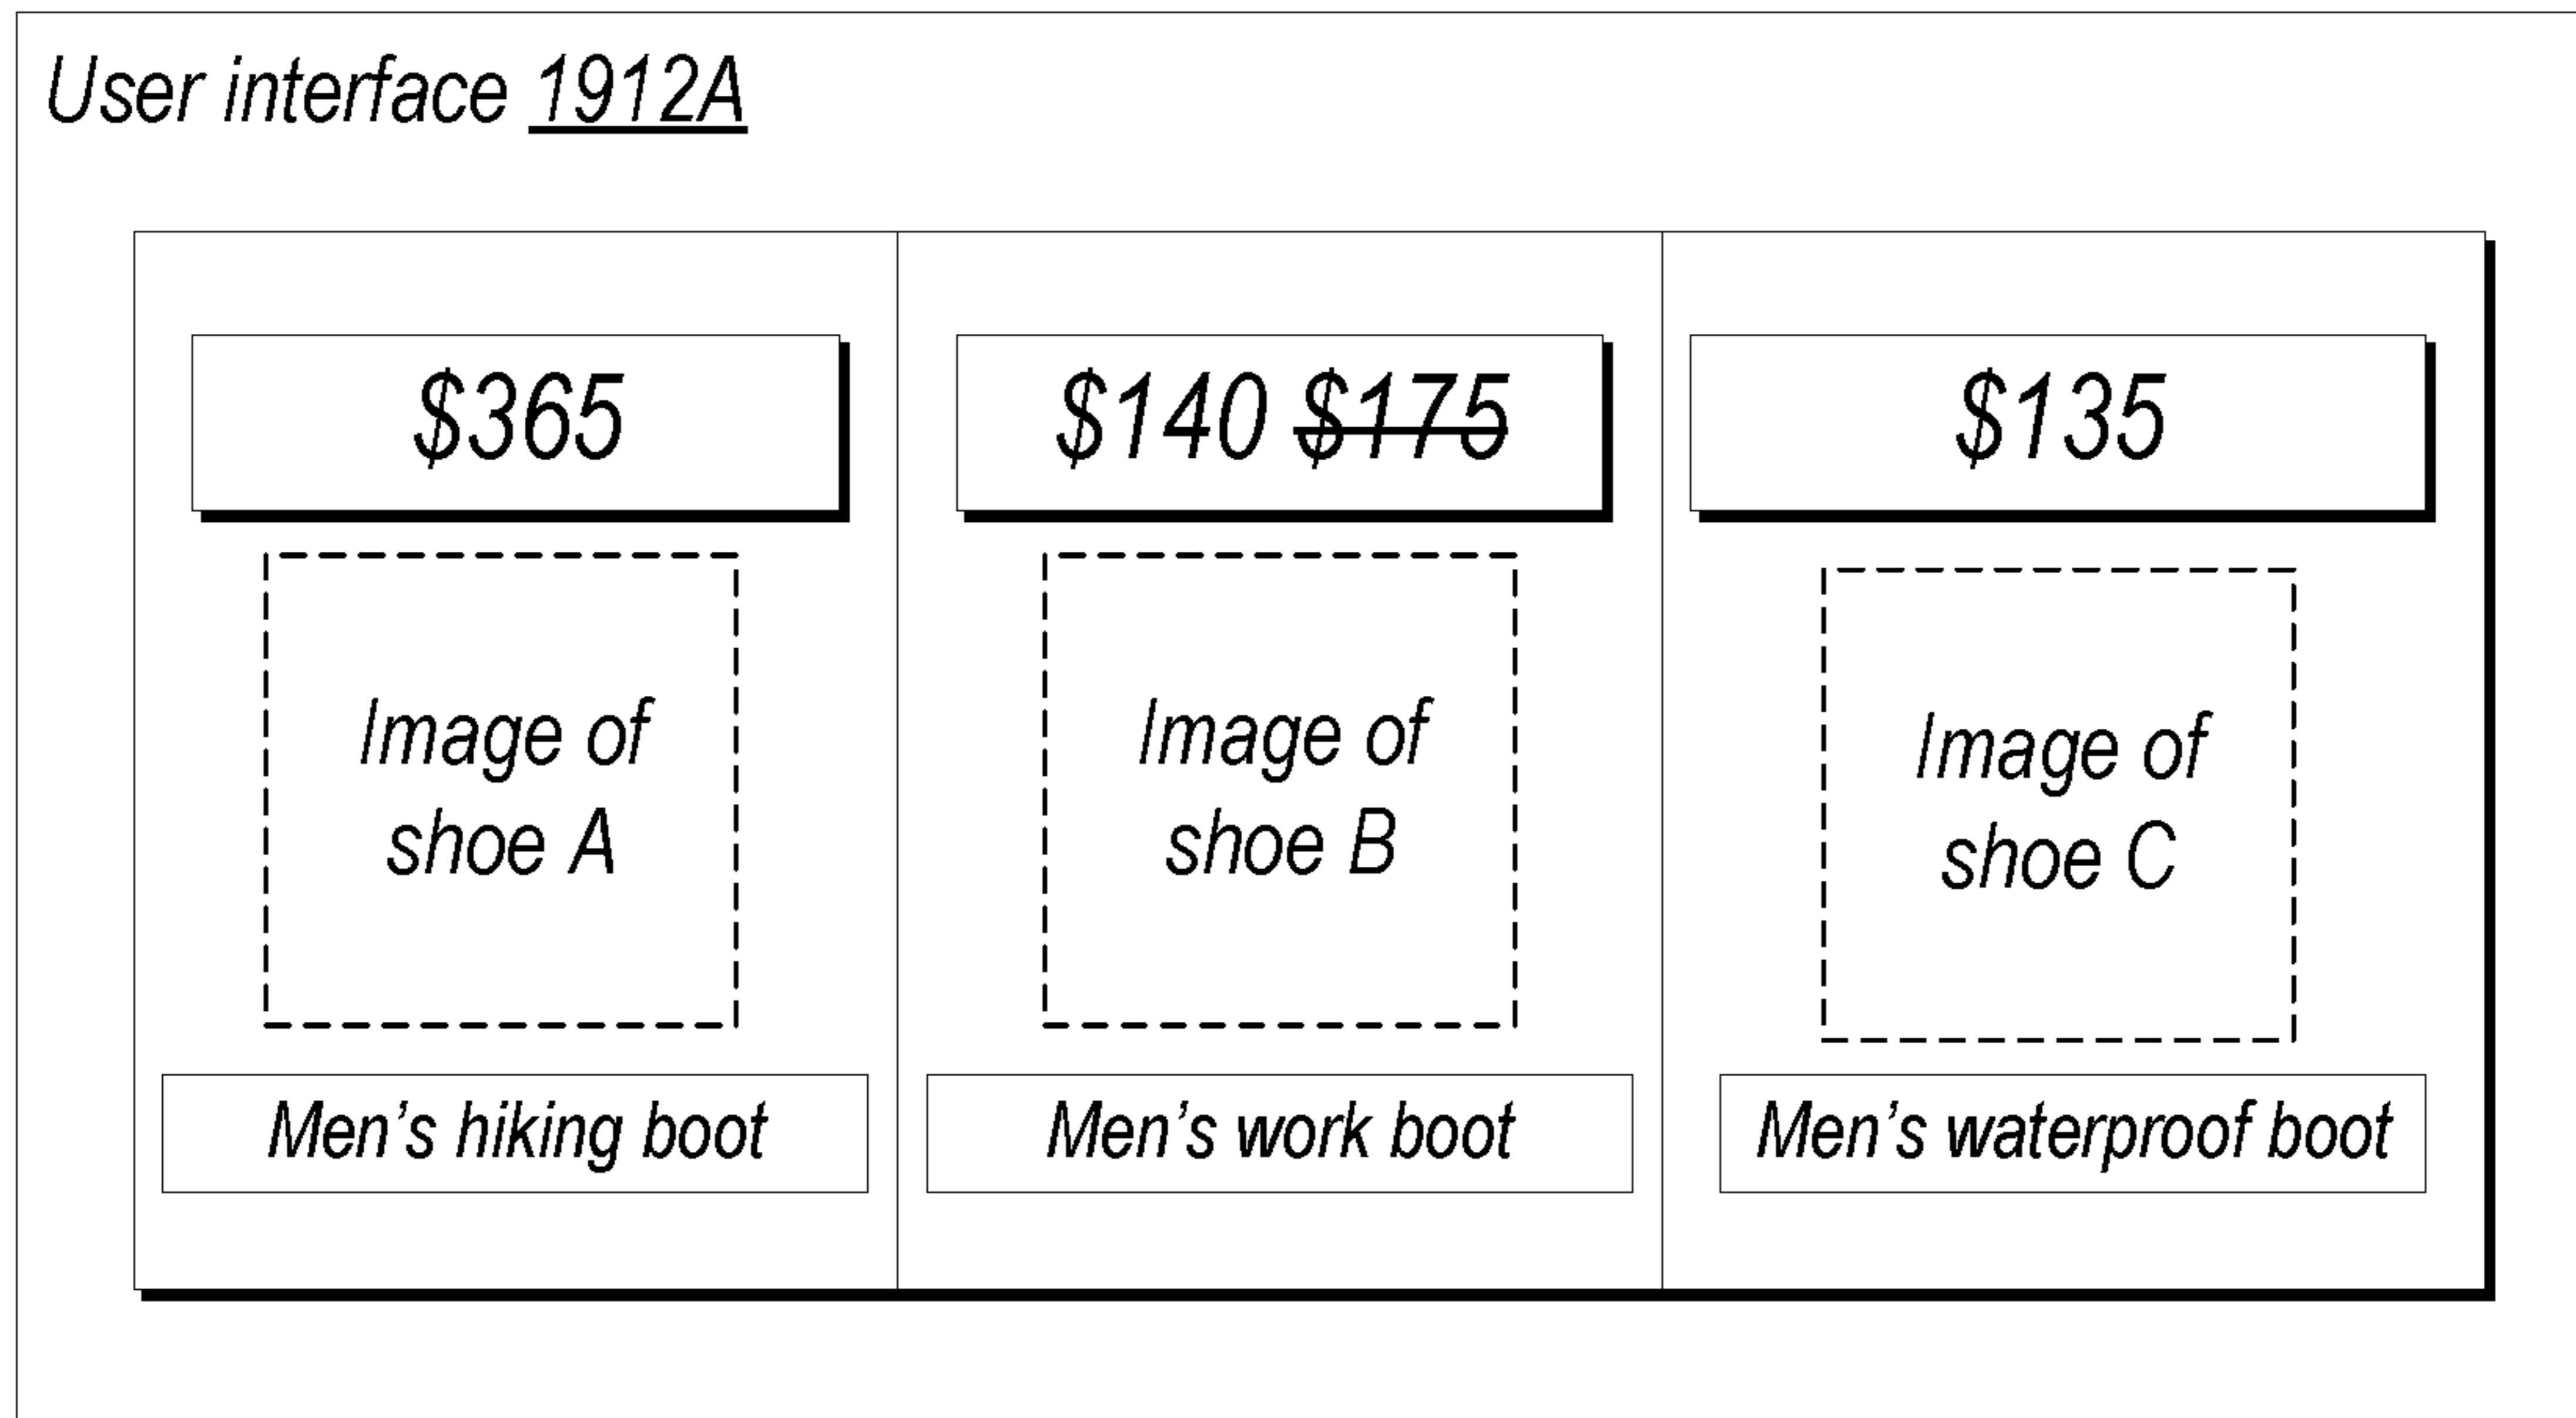 User interface 1912A
$365
$140 $175
$135
Image of
shoe A
Image of
shoe B
Image of
shoe C
Men's hiking boot
Men's work boot
Men's waterproof boot